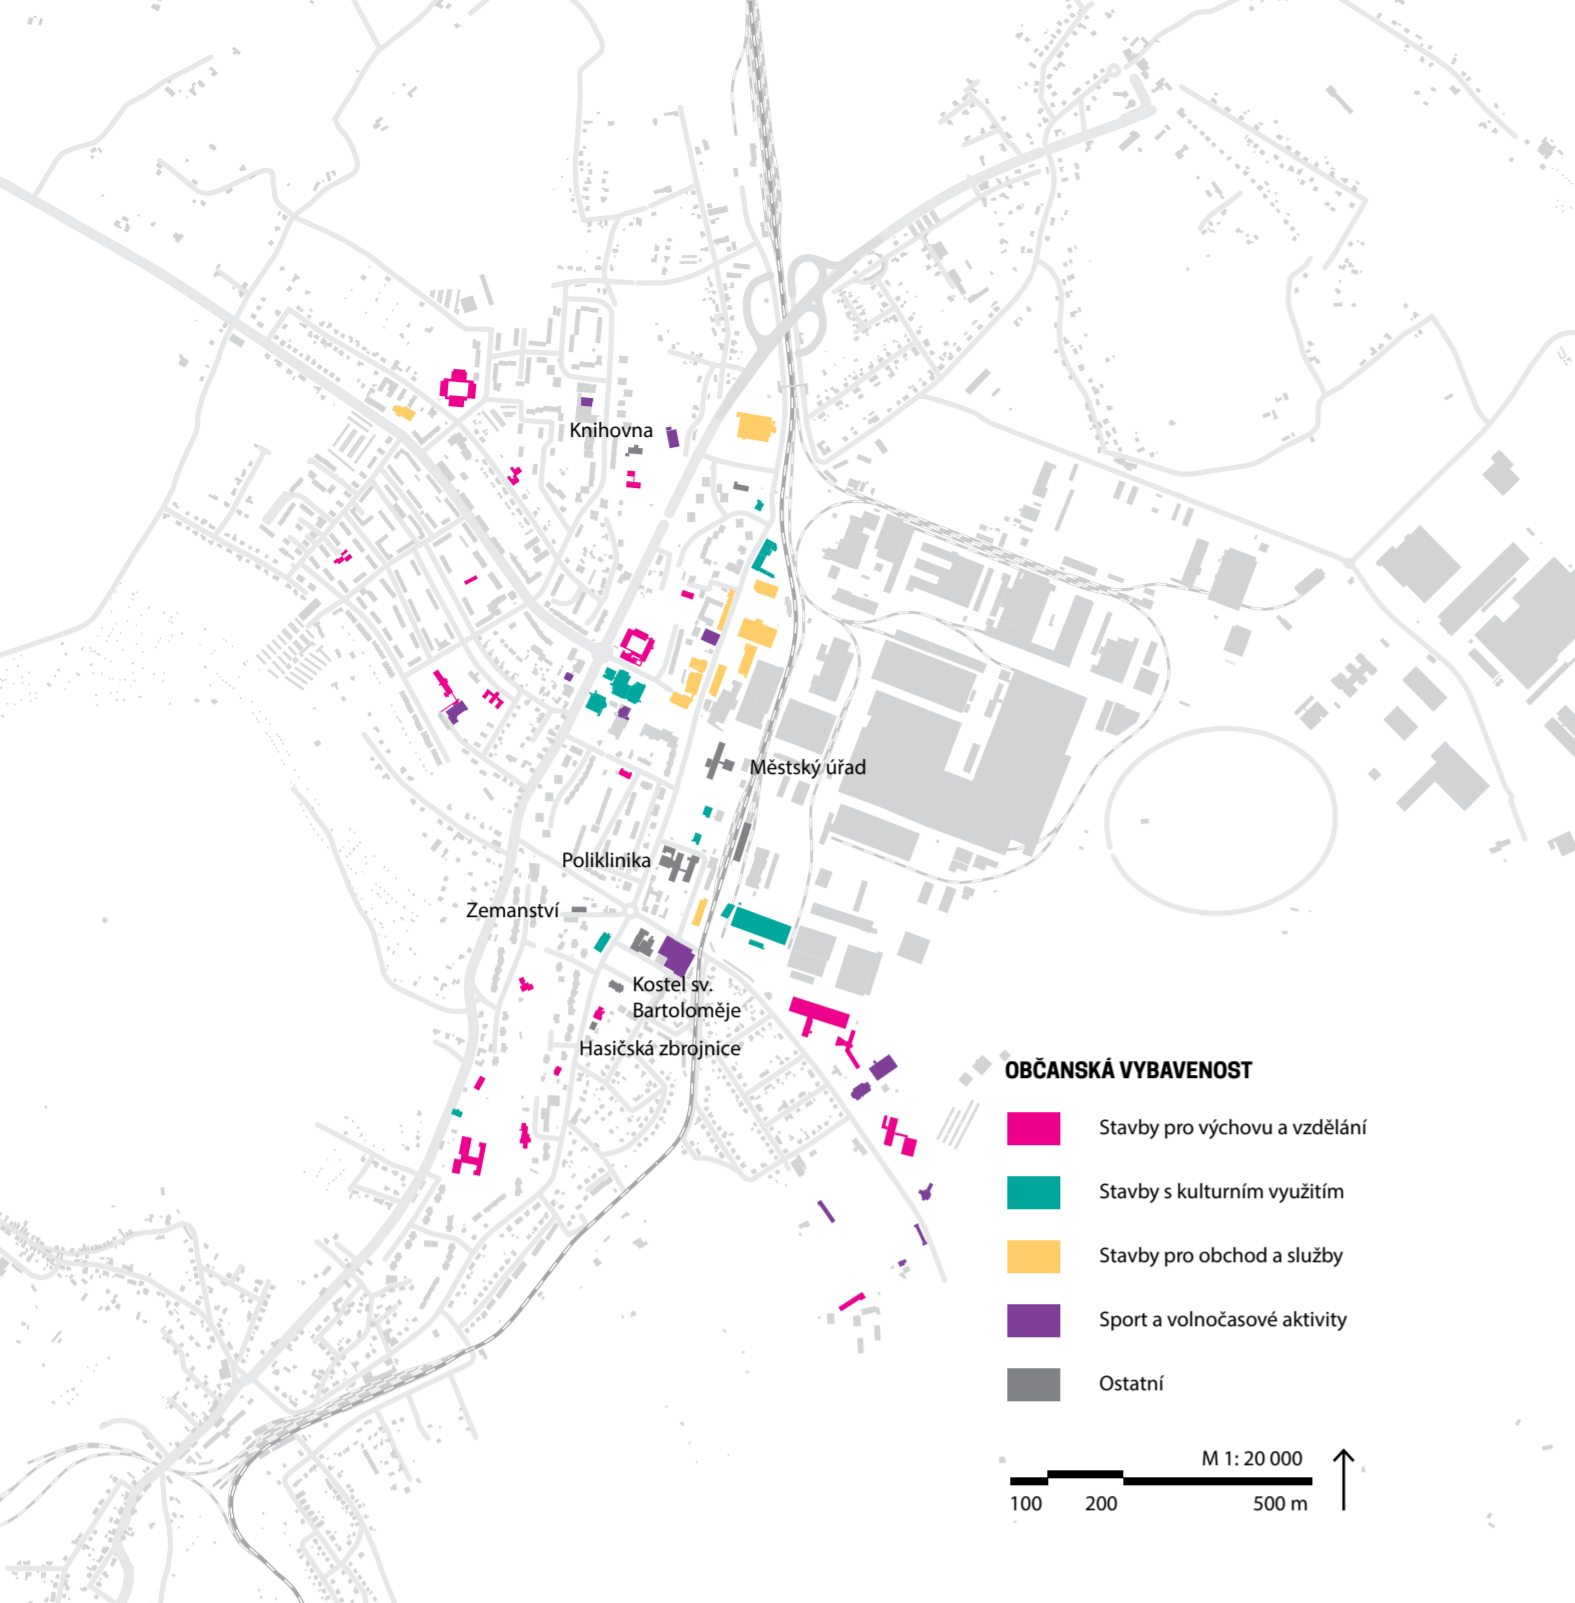 Knihovna
Městský úřad
Poliklinika
Zemanství
Kostel sv.
Bartoloměje
Hasičská zbrojnice
OBČANSKÁ VYBAVENOST
Stavby pro výchovu a vzdělání
Stavby s kulturním využitím
Stavby pro obchod a služby
Sport a volnočasové aktivity
Ostatní
M 1: 20 000
100 200 500 m